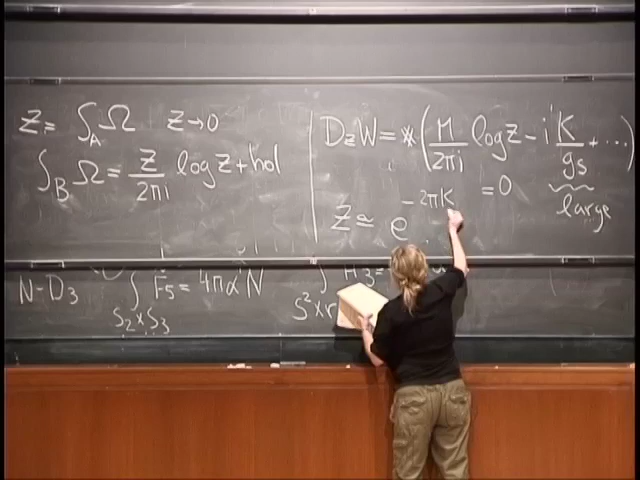 Z = ∫_A Ω   Z→0
∫_B Ω = Z/2πi log Z + hol
D_Z W = * ( M/2πi log Z - i K/g_s + ... ) = 0
large
Z ≃ e^{-2πK
N-D3   ∫_{S2×S3} F5 = 4πα'N
∫_{S²×r H3 =